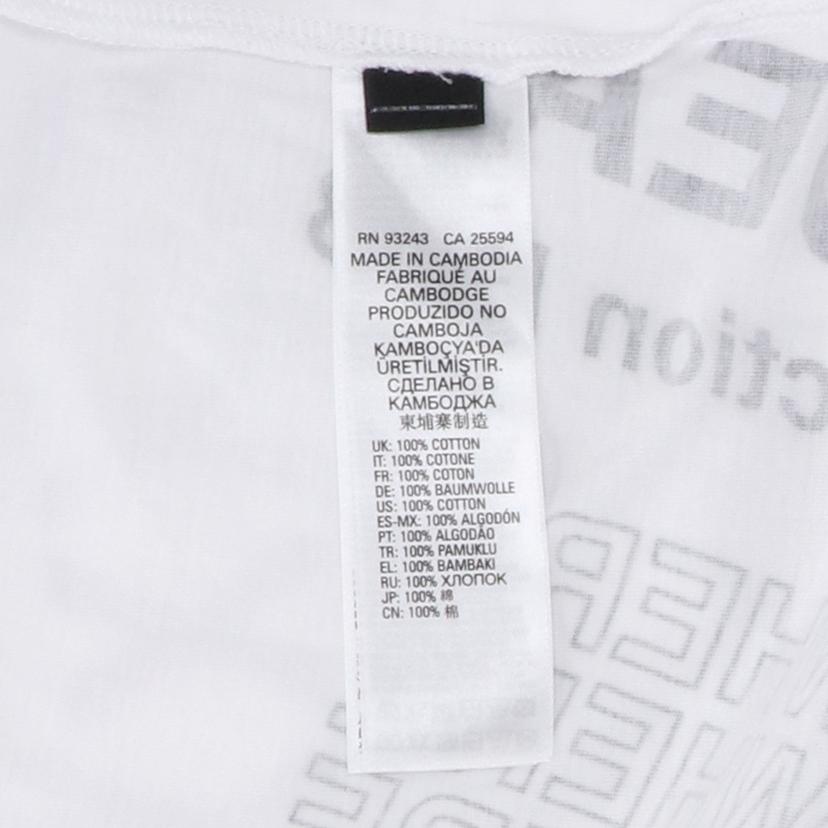 RN 93243 CA 25594
MADE IN CAMBODIA
FABRIQUÉ AU
CAMBODGE
PRODUZIDO NO
CAMBOJA
KAMBOÇYA'DA
ÜRETİLMİŞTİR.
СДЕЛАНО В
КАМБОДЖА
柬埔寨制造
UK: 100% COTTON
IT: 100% COTONE
FR: 100% COTON
DE: 100% BAUMWOLLE
US: 100% COTTON
ES-MX: 100% ALGODÓN
PT: 100% ALGODÃO
TR: 100% PAMUKLU
EL: 100% BAMBAKI
RU: 100% ХЛОПОК
JP: 100% 綿
CN: 100% 棉
ction